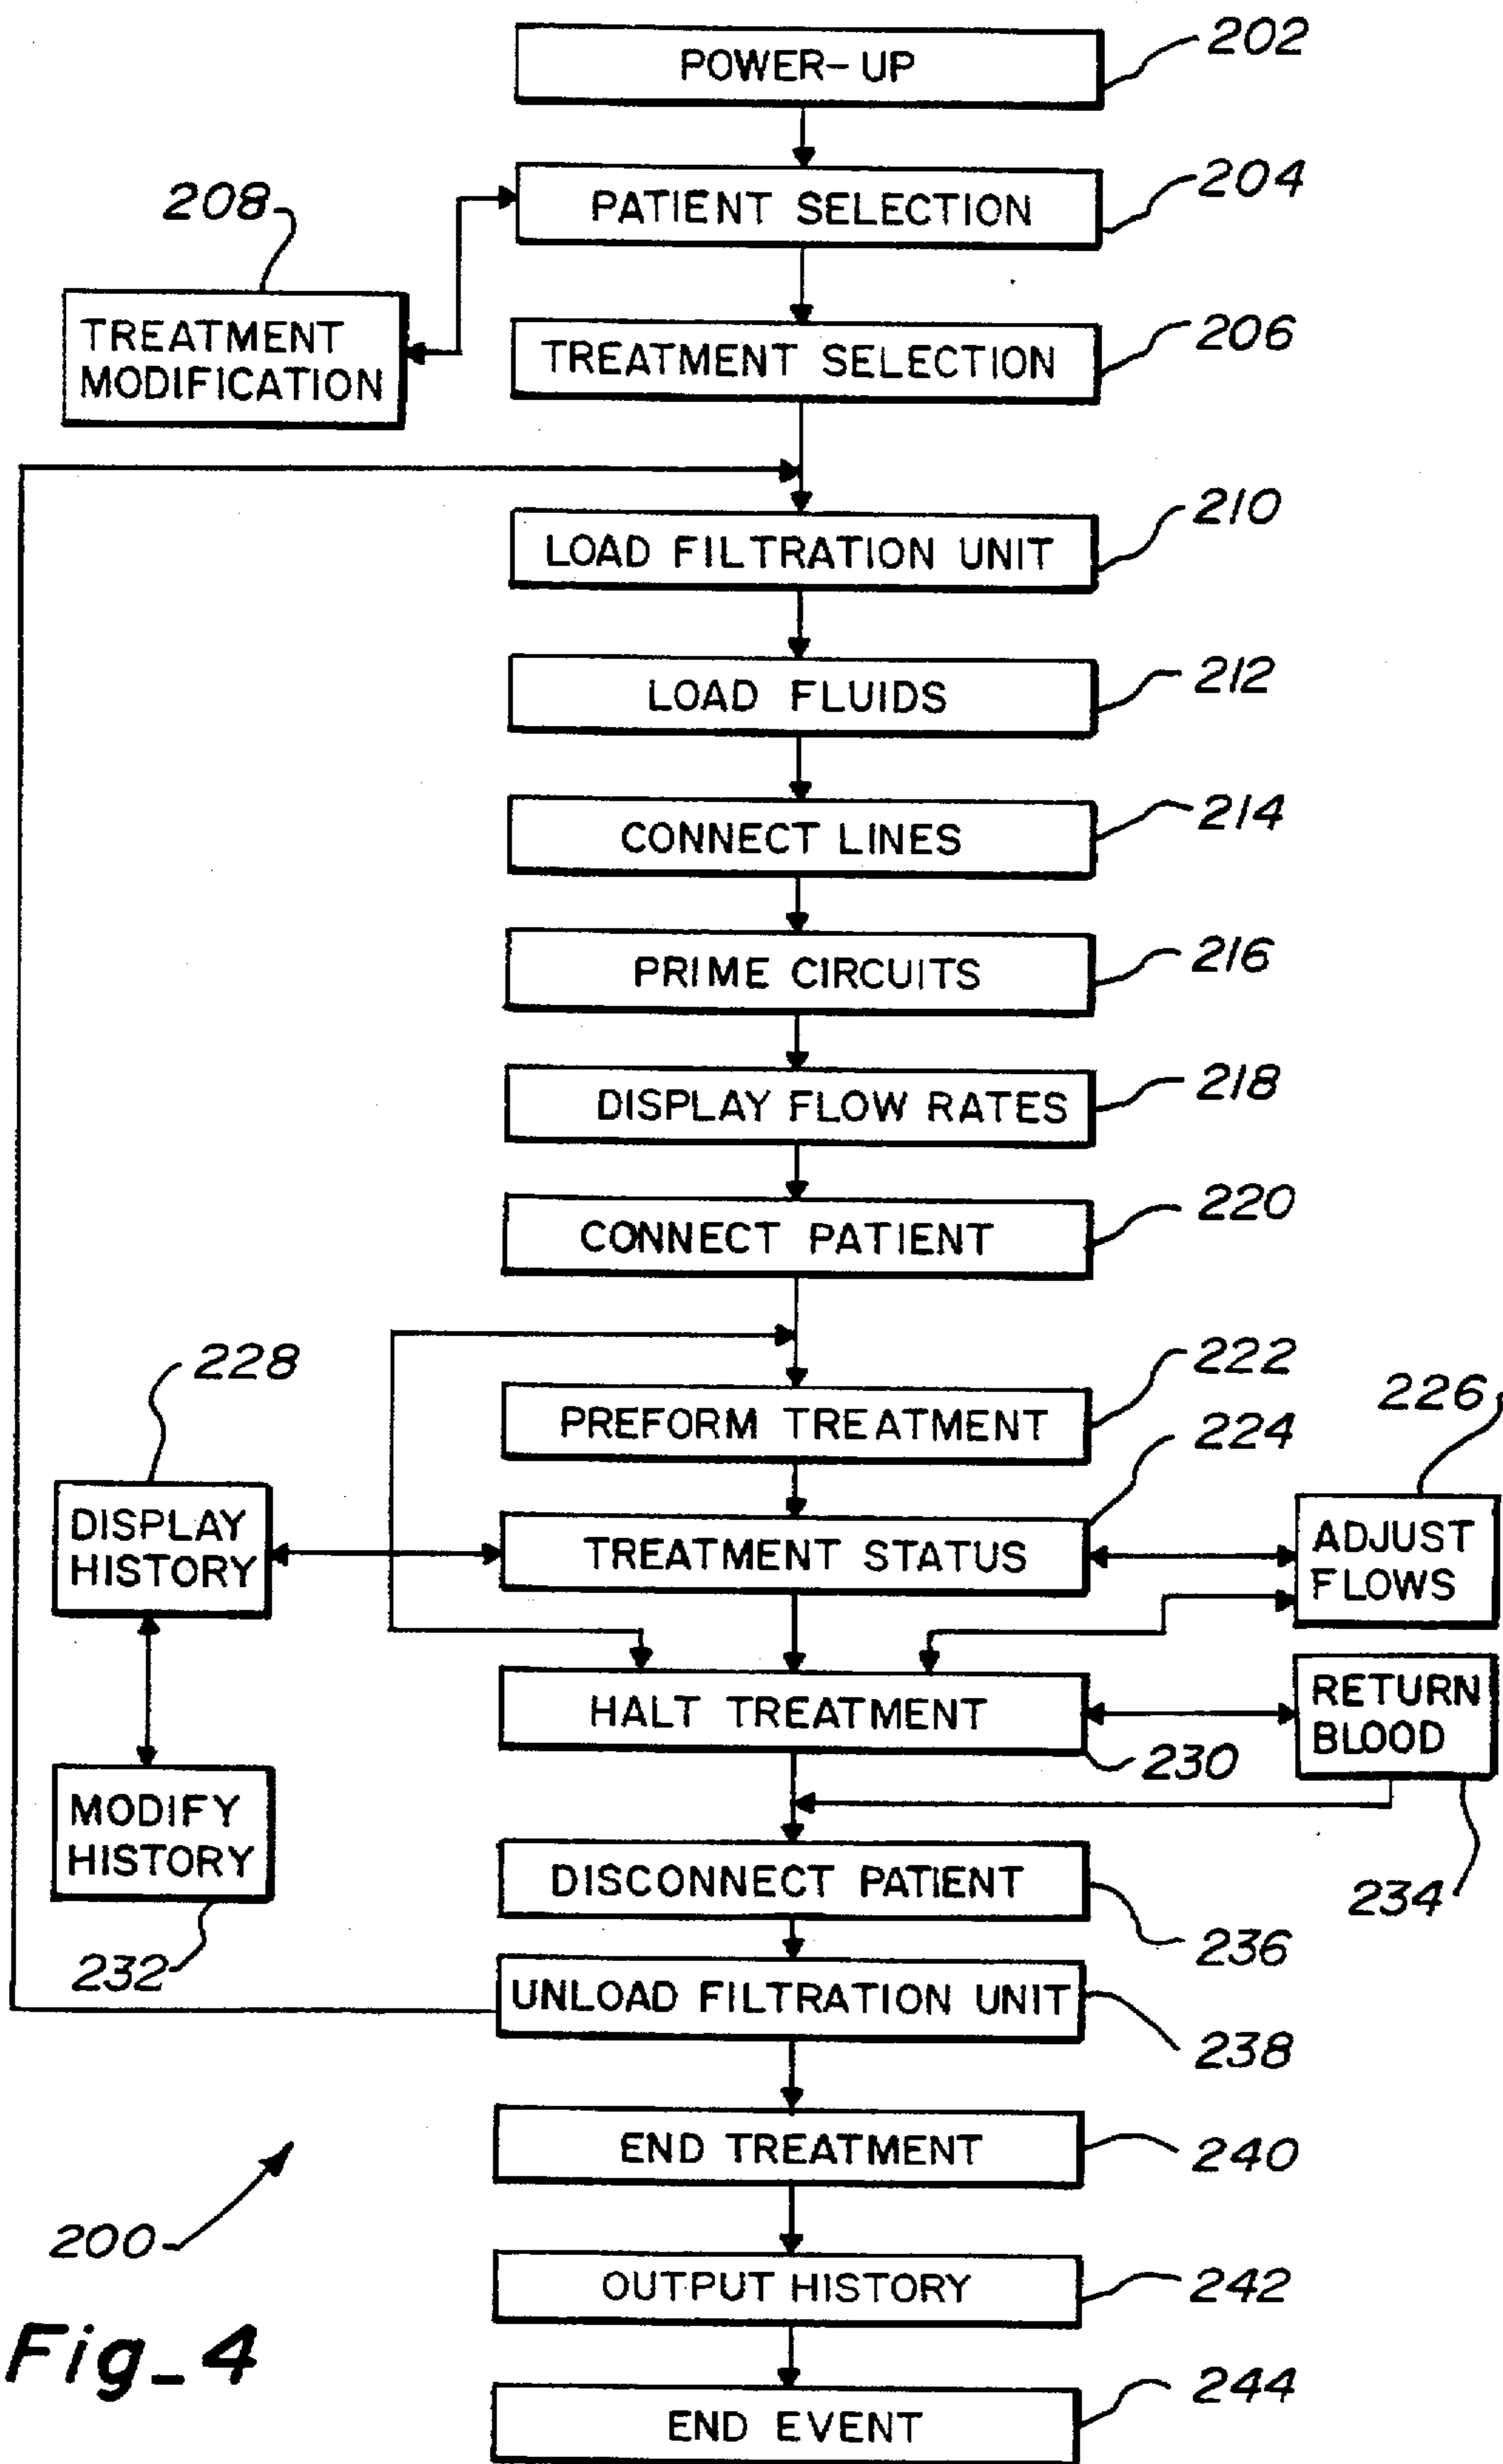 POWER-UP
202
PATIENT SELECTION
204
208
TREATMENT
MODIFICATION
TREATMENT SELECTION
206
LOAD FILTRATION UNIT
210
LOAD FLUIDS
212
CONNECT LINES
214
PRIME CIRCUITS
216
DISPLAY FLOW RATES
218
CONNECT PATIENT
220
228
PREFORM TREATMENT
222
224
226
DISPLAY
HISTORY
TREATMENT STATUS
ADJUST
FLOWS
HALT TREATMENT
230
RETURN
BLOOD
234
MODIFY
HISTORY
232
DISCONNECT PATIENT
236
UNLOAD FILTRATION UNIT
238
END TREATMENT
240
200
OUTPUT HISTORY
242
Fig_4
END EVENT
244